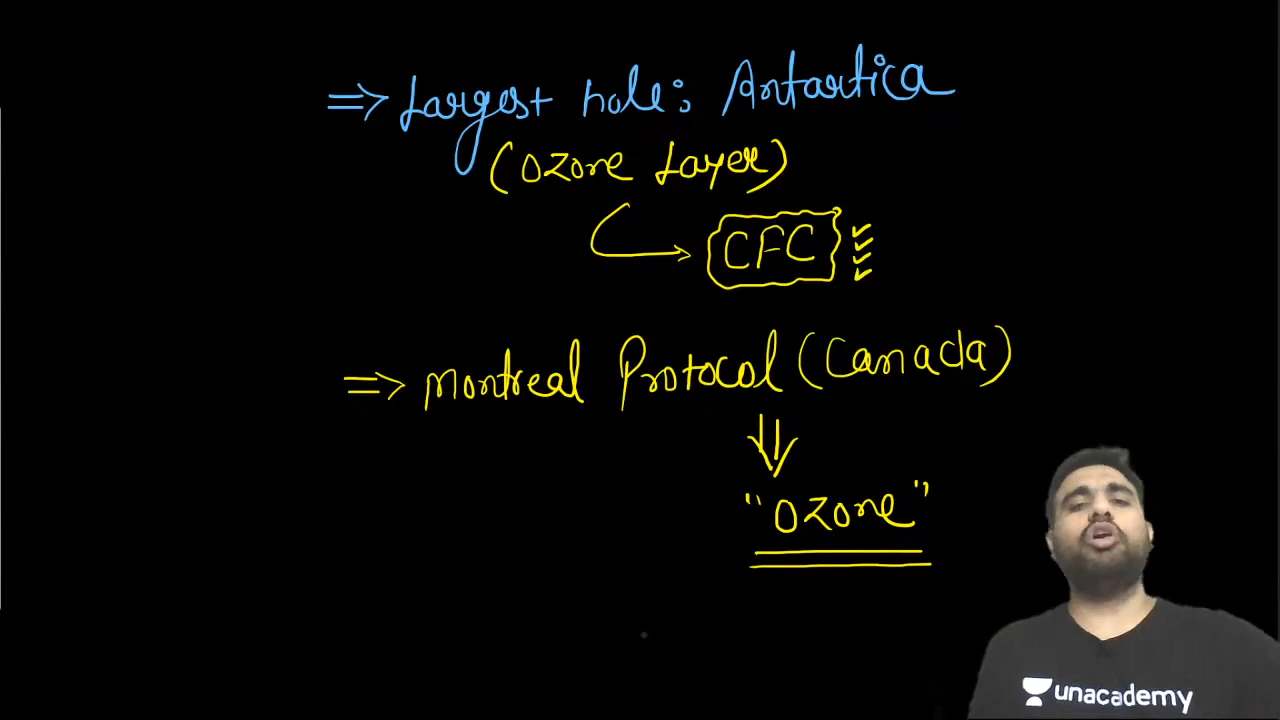 => Largest hole: Antartica
(Ozone Layer)
CFC
=> Montreal Protocol (Canada)
"Ozone"
unacademy